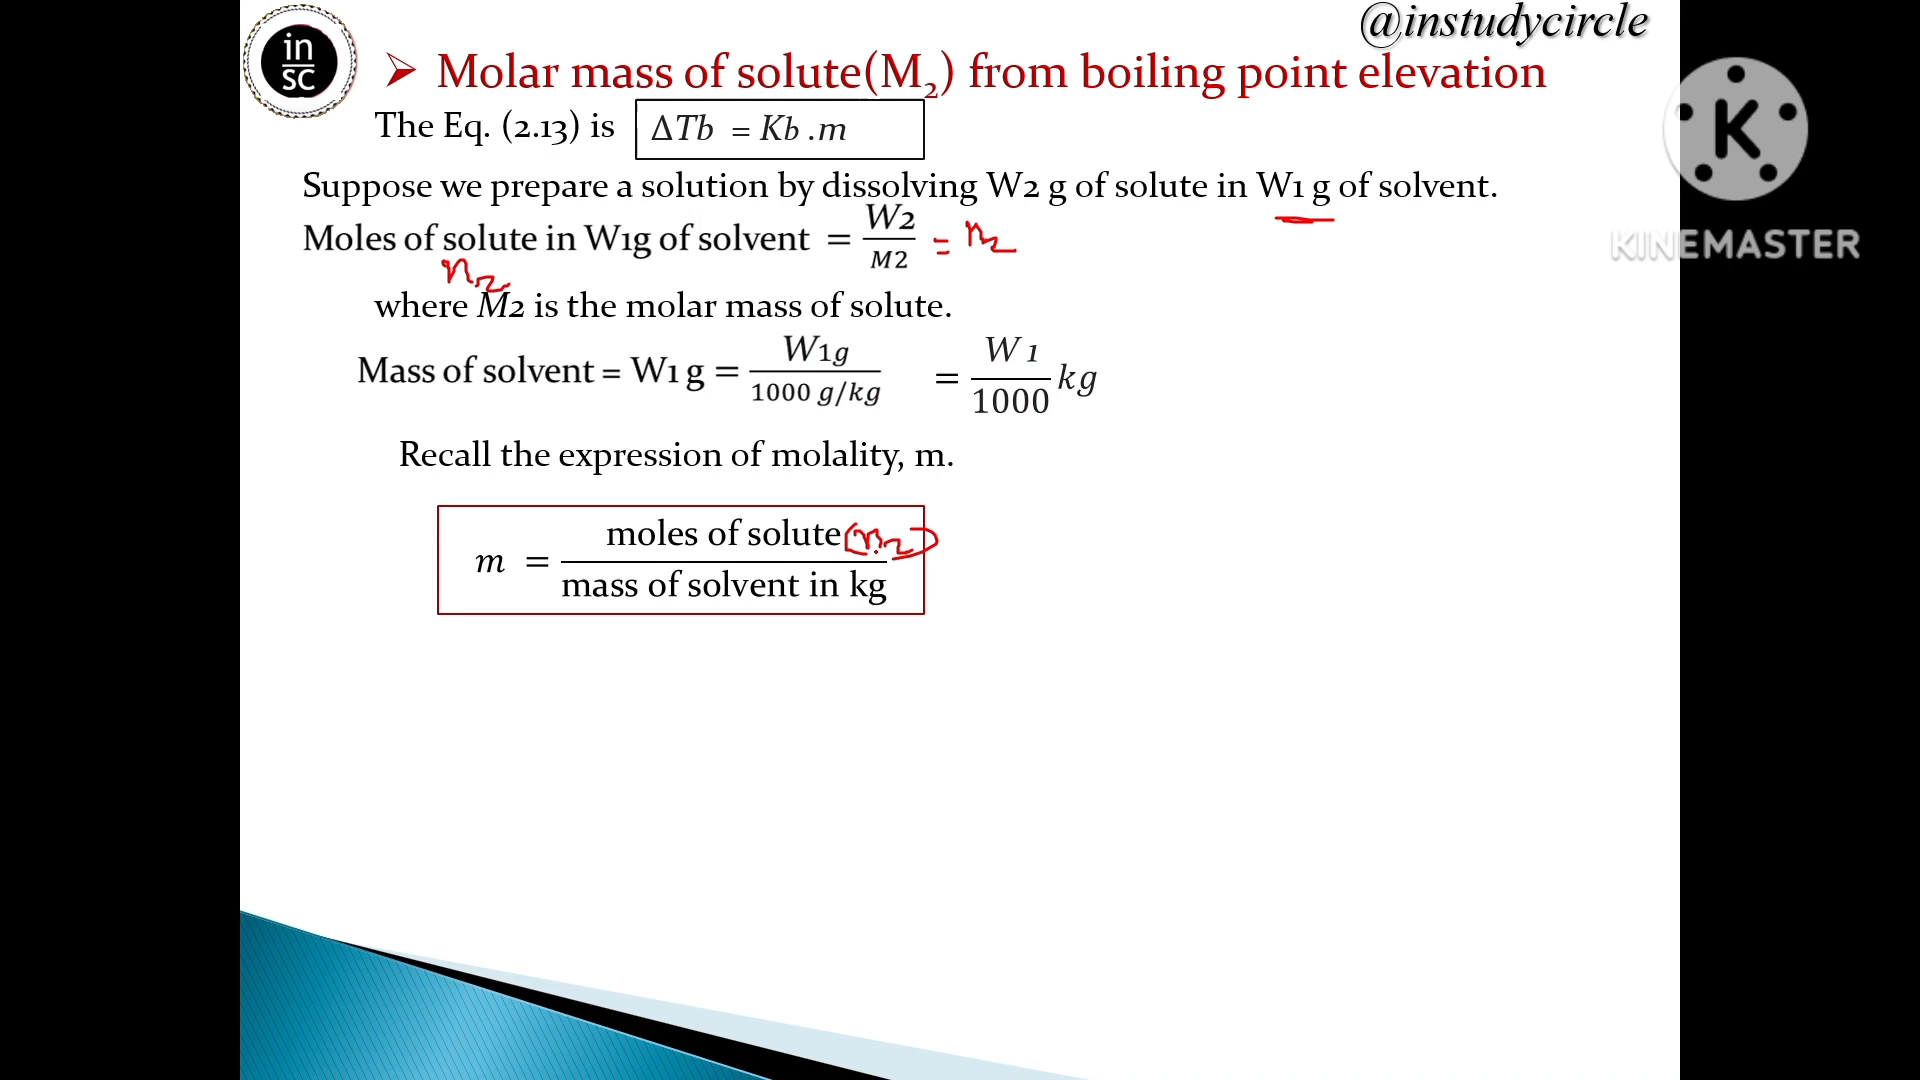 @instudycircle
in
sc
➢ Molar mass of solute(M₂) from boiling point elevation
The Eq. (2.13) is ΔTb = Kb .m
Suppose we prepare a solution by dissolving W2 g of solute in W1 g of solvent.
Moles of solute in W1g of solvent = W2/M2 = n₂
n₂
where M2 is the molar mass of solute.
Mass of solvent = W1 g = W1g/1000 g/kg = W1/1000 kg
Recall the expression of molality, m.
m = moles of solute (n₂)/mass of solvent in kg
K
KINEMASTER